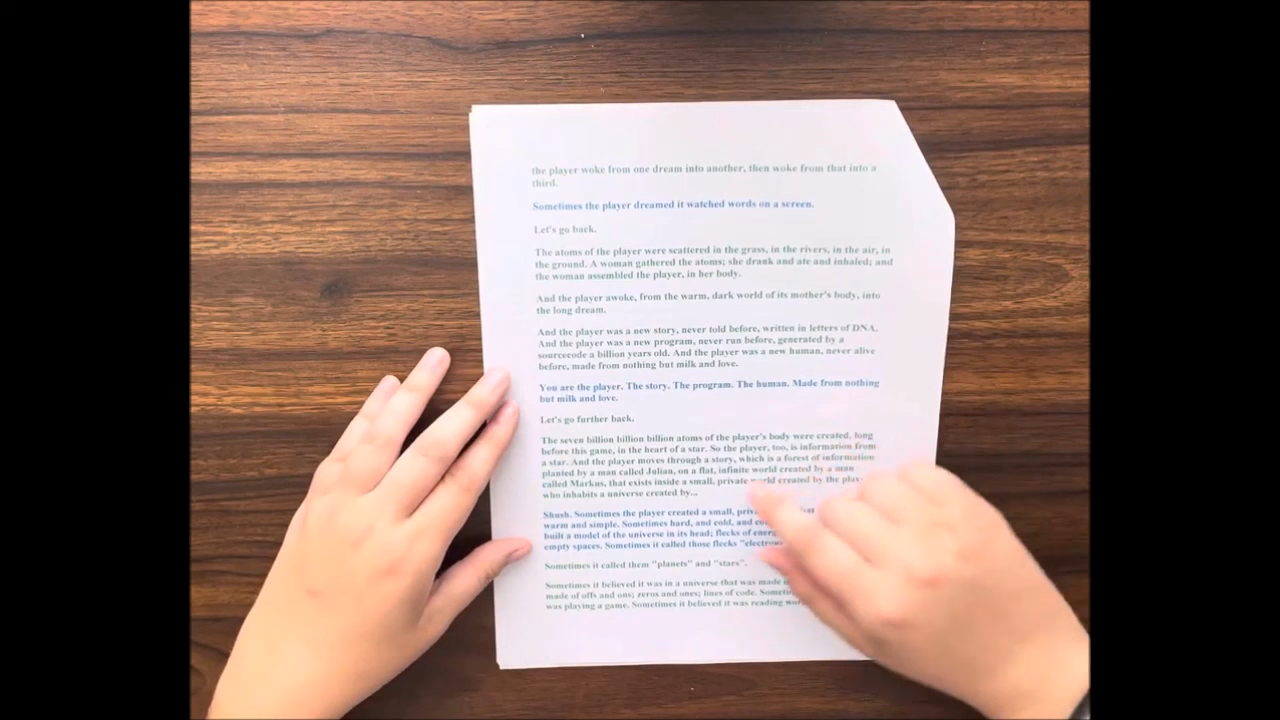 the player woke from one dream into another, then woke from that into a
third.
Sometimes the player dreamed it watched words on a screen.
Let's go back.
The atoms of the player were scattered in the grass, in the rivers, in the air, in
the ground. A woman gathered the atoms; she drank and ate and inhaled; and
the woman assembled the player, in her body.
And the player awoke, from the warm, dark world of its mother's body, into
the long dream.
And the player was a new story, never told before, written in letters of DNA.
And the player was a new program, never run before, generated by a
sourcecode a billion years old. And the player was a new human, never alive
before, made from nothing but milk and love.
You are the player. The story. The program. The human. Made from nothing
but milk and love.
Let's go further back.
The seven billion billion billion atoms of the player's body were created, long
before this game, in the heart of a star. So the player, too, is information from
a star. And the player moves through a story, which is a forest of information
planted by a man called Julian, on a flat, infinite world created by a man
called Markus, that exists inside a small, private world created by the
who inhabits a universe created by...
Shush. Sometimes the player created a small,
warm and simple. Sometimes hard, and cold, and
built a model of the universe in its head; flecks of
empty spaces. Sometimes it called those flecks
Sometimes it called them "planets" and "stars".
Sometimes it believed it was in a universe that was made
made of offs and ons; zeros and ones; lines of code.
was playing a game. Sometimes it believed it was reading